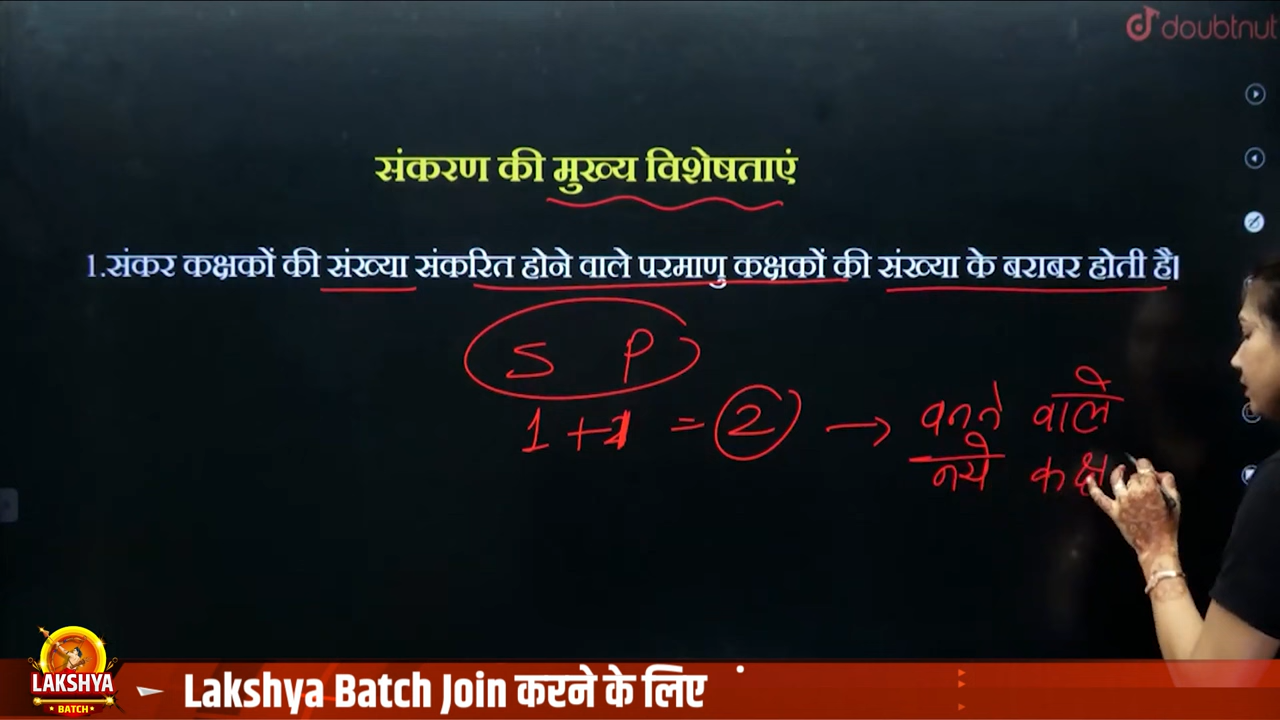 doubtnut
संकरण की मुख्य विशेषताएं
1.संकर कक्षकों की संख्या संकरित होने वाले परमाणु कक्षकों की संख्या के बराबर होती है।
S P
1 + 1 = 2 → बनने वाले
नये कक्ष
LAKSHYA
BATCH
Lakshya Batch Join करने के लिए